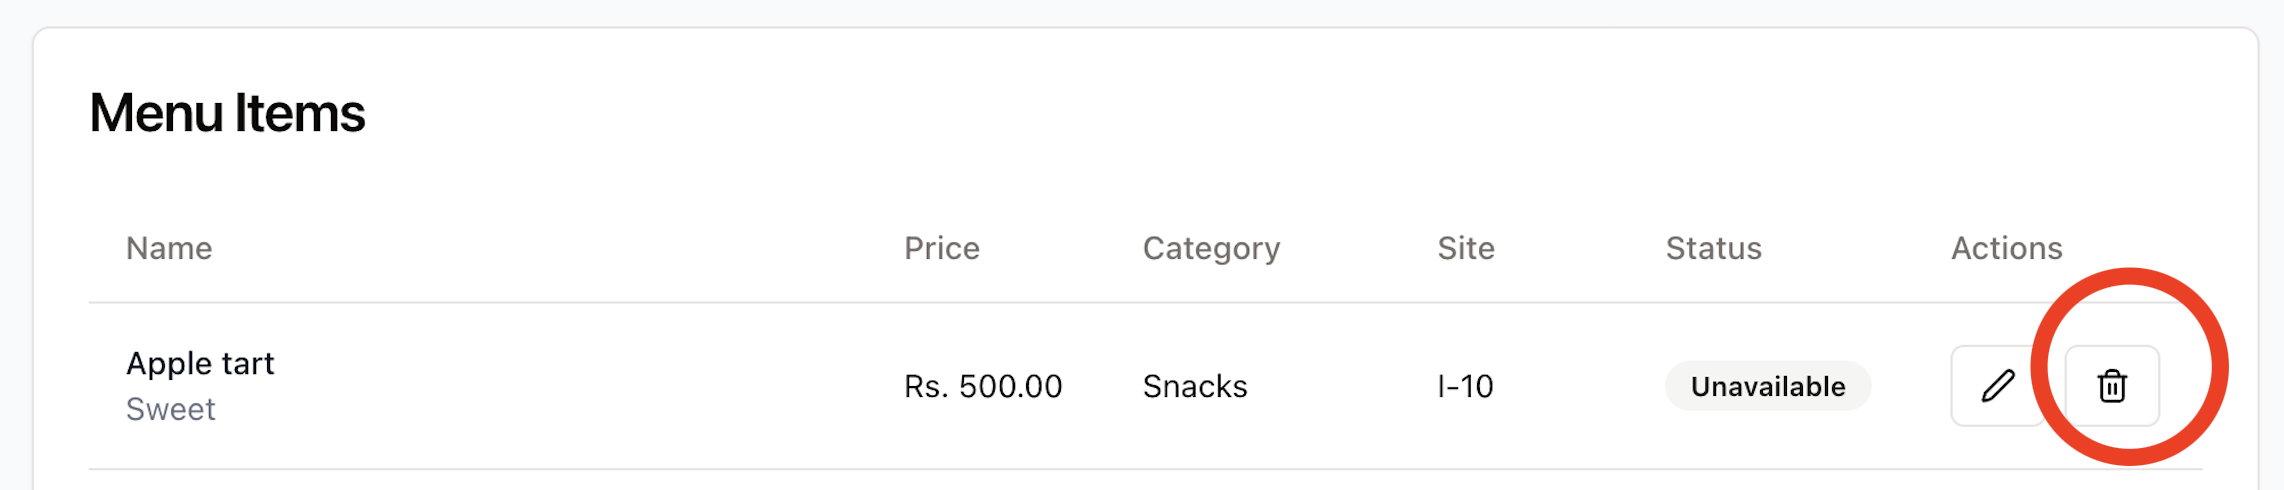 Menu Items
Name Price Category Site Status Actions
Apple tart
Sweet
Rs. 500.00 Snacks I-10 Unavailable